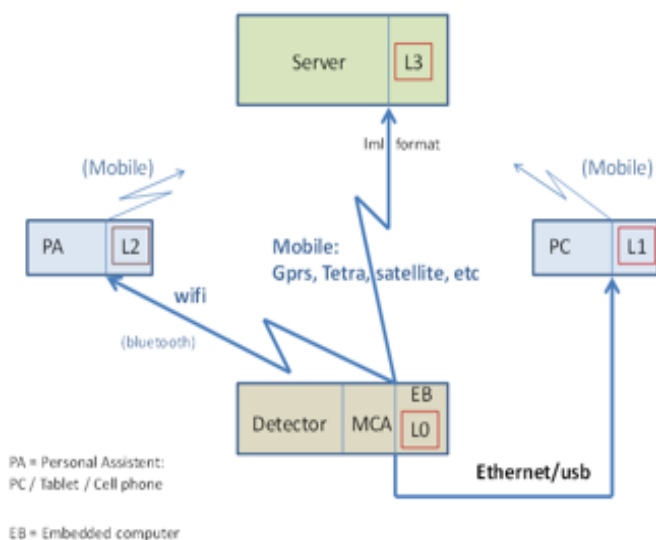 Server
L3
lml format
(Mobile)
(Mobile)
PA
L2
PC
L1
Mobile:
Gprs, Tetra, satellite, etc
wifi
(bluetooth)
Detector
MCA
EB
L0
Ethernet/usb
PA = Personal Assistent:
PC / Tablet / Cell phone
EB = Embedded computer